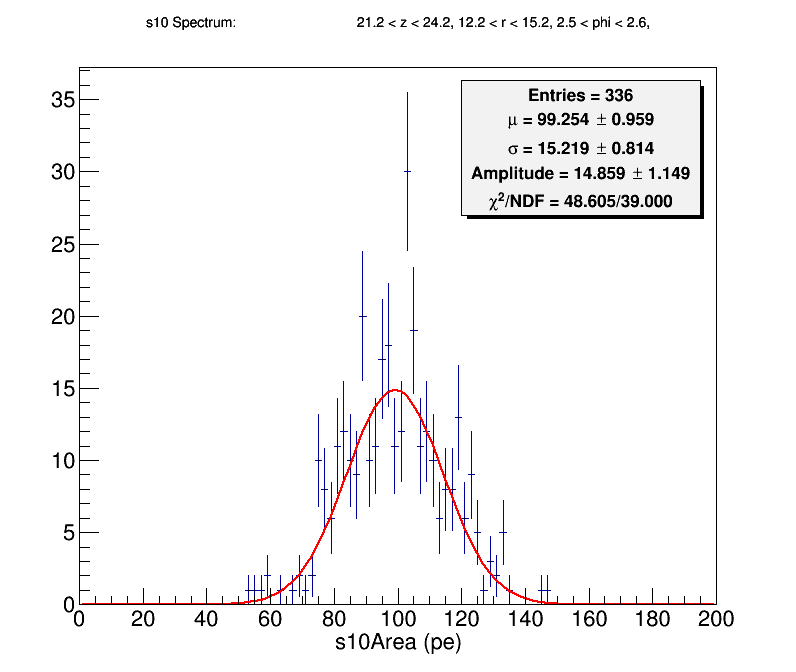 s10 Spectrum: 21.2 < z < 24.2, 12.2 < r < 15.2, 2.5 < phi < 2.6,
Entries = 336
μ = 99.254 ± 0.959
σ = 15.219 ± 0.814
Amplitude = 14.859 ± 1.149
χ²/NDF = 48.605/39.000
35
30
25
20
15
10
5
0
0 20 40 60 80 100 120 140 160 180 200
s10Area (pe)